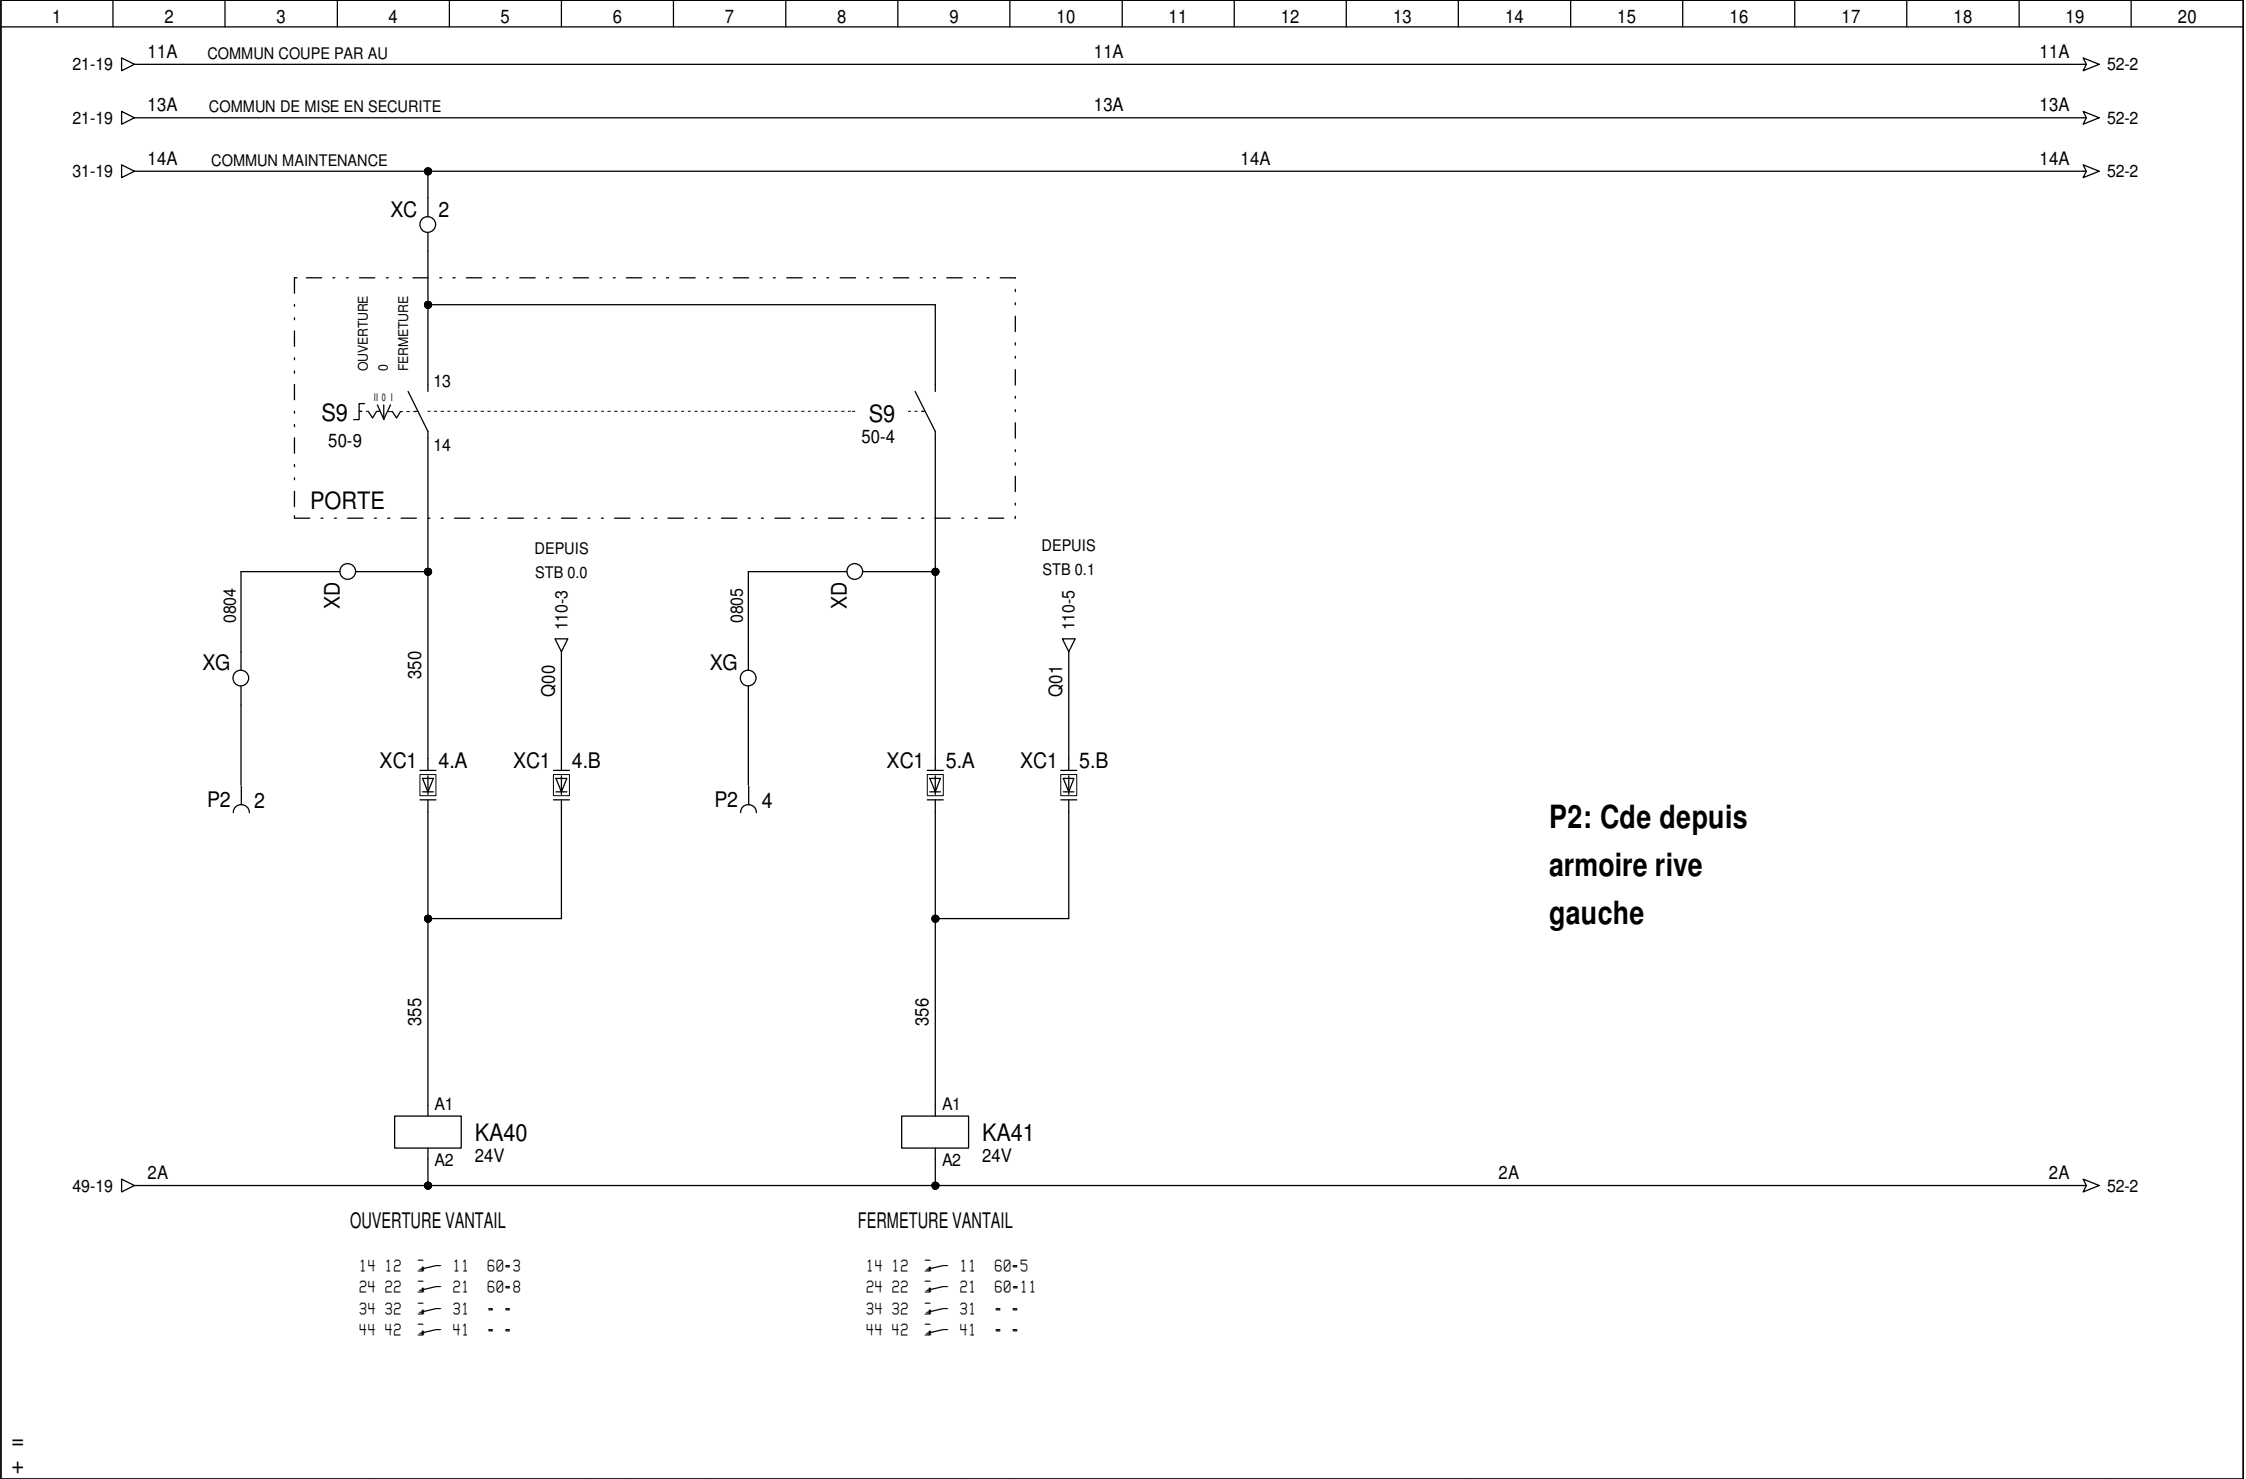 1 2 3 4 5 6 7 8 9 10 11 12 13 14 15 16 17 18 19 20
21-19 11A COMMUN COUPE PAR AU 11A 11A 52-2
21-19 13A COMMUN DE MISE EN SECURITE 13A 13A 52-2
31-19 14A COMMUN MAINTENANCE 14A 14A 52-2
XC 2
OUVERTURE
0
FERMETURE
13
II 0 I
S9 S9
50-9 50-4
14
PORTE
DEPUIS
STB 0.0
DEPUIS
STB 0.1
XD XD
0804 110-3 0805 110-5
XG 350 Q00 XG Q01
XC1 4.A XC1 4.B XC1 5.A XC1 5.B
P2 2 P2 4
P2: Cde depuis
armoire rive
gauche
355 356
A1 A1
KA40 KA41
24V 24V
A2 A2
49-19 2A 2A 2A 52-2
OUVERTURE VANTAIL FERMETURE VANTAIL
14 12 11 60-3 14 12 11 60-5
24 22 21 60-8 24 22 21 60-11
34 32 31 - - 34 32 31 - -
44 42 41 - - 44 42 41 - -
=
+